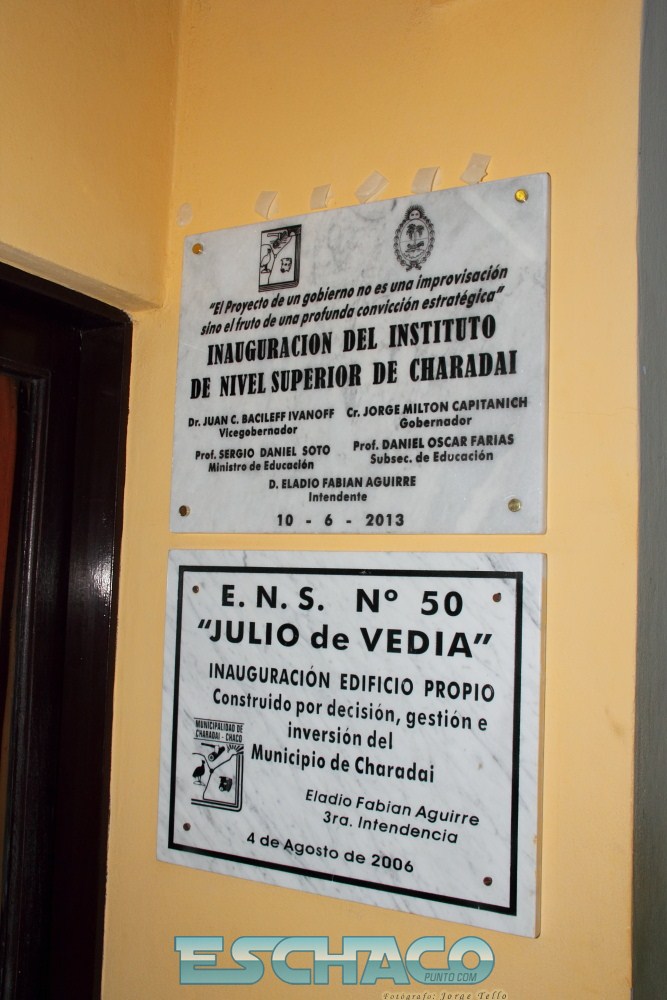 "El Proyecto de un gobierno no es una improvisación
sino el fruto de una profunda convicción estratégica"
INAUGURACION DEL INSTITUTO
DE NIVEL SUPERIOR DE CHARADAI
Dr. JUAN C. BACILEFF IVANOFF
Vicegobernador
Cr. JORGE MILTON CAPITANICH
Gobernador
Prof. SERGIO DANIEL SOTO
Ministro de Educación
Prof. DANIEL OSCAR FARIAS
Subsec. de Educación
D. ELADIO FABIAN AGUIRRE
Intendente
10 - 6 - 2013
E. N. S. Nº 50
"JULIO de VEDIA"
INAUGURACIÓN EDIFICIO PROPIO
Construido por decisión, gestión e
inversión del
Municipio de Charadai
MUNICIPALIDAD DE
CHARADAI - CHACO
Eladio Fabian Aguirre
3ra. Intendencia
4 de Agosto de 2006
ESCHACO
PUNTO COM
Fotógrafo: Jorge Tello